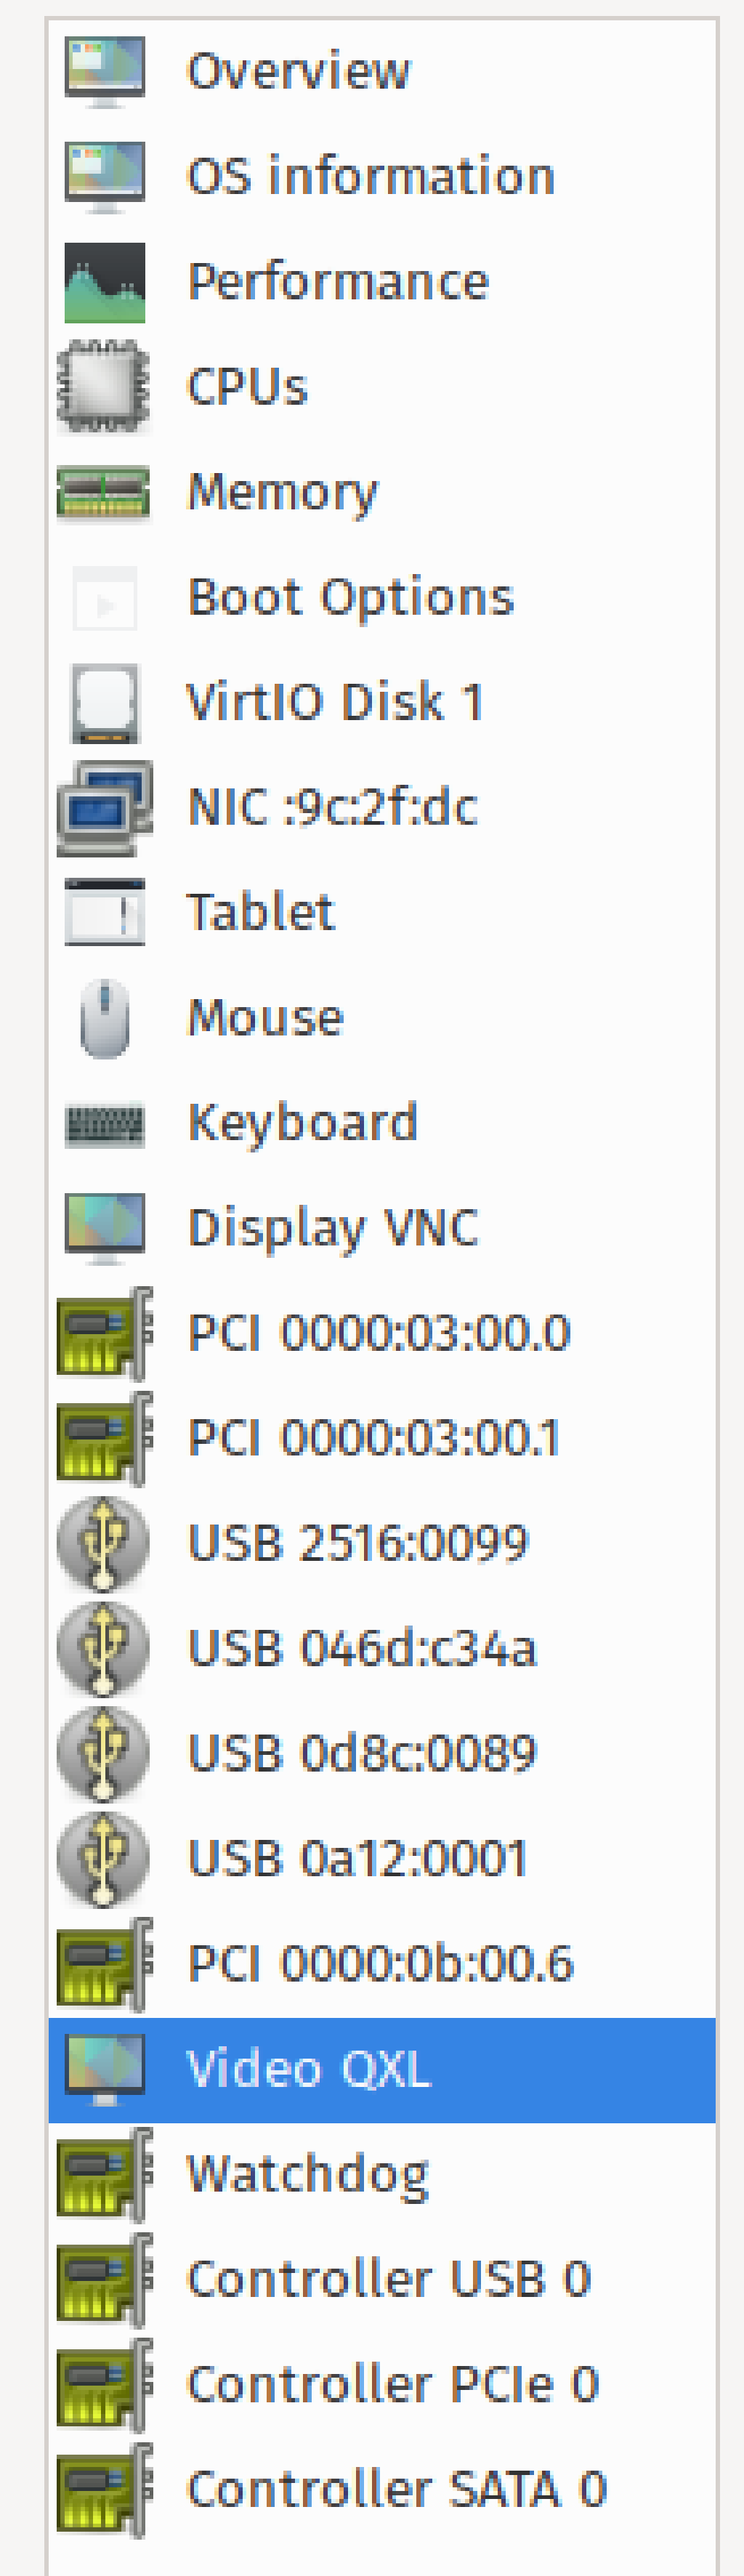 Overview
OS information
Performance
CPUs
Memory
Boot Options
VirtIO Disk 1
NIC :9c:2f:dc
Tablet
Mouse
Keyboard
Display VNC
PCI 0000:03:00.0
PCI 0000:03:00.1
USB 2516:0099
USB 046d:c34a
USB 0d8c:0089
USB 0a12:0001
PCI 0000:0b:00.6
Video QXL
Watchdog
Controller USB 0
Controller PCIe 0
Controller SATA 0